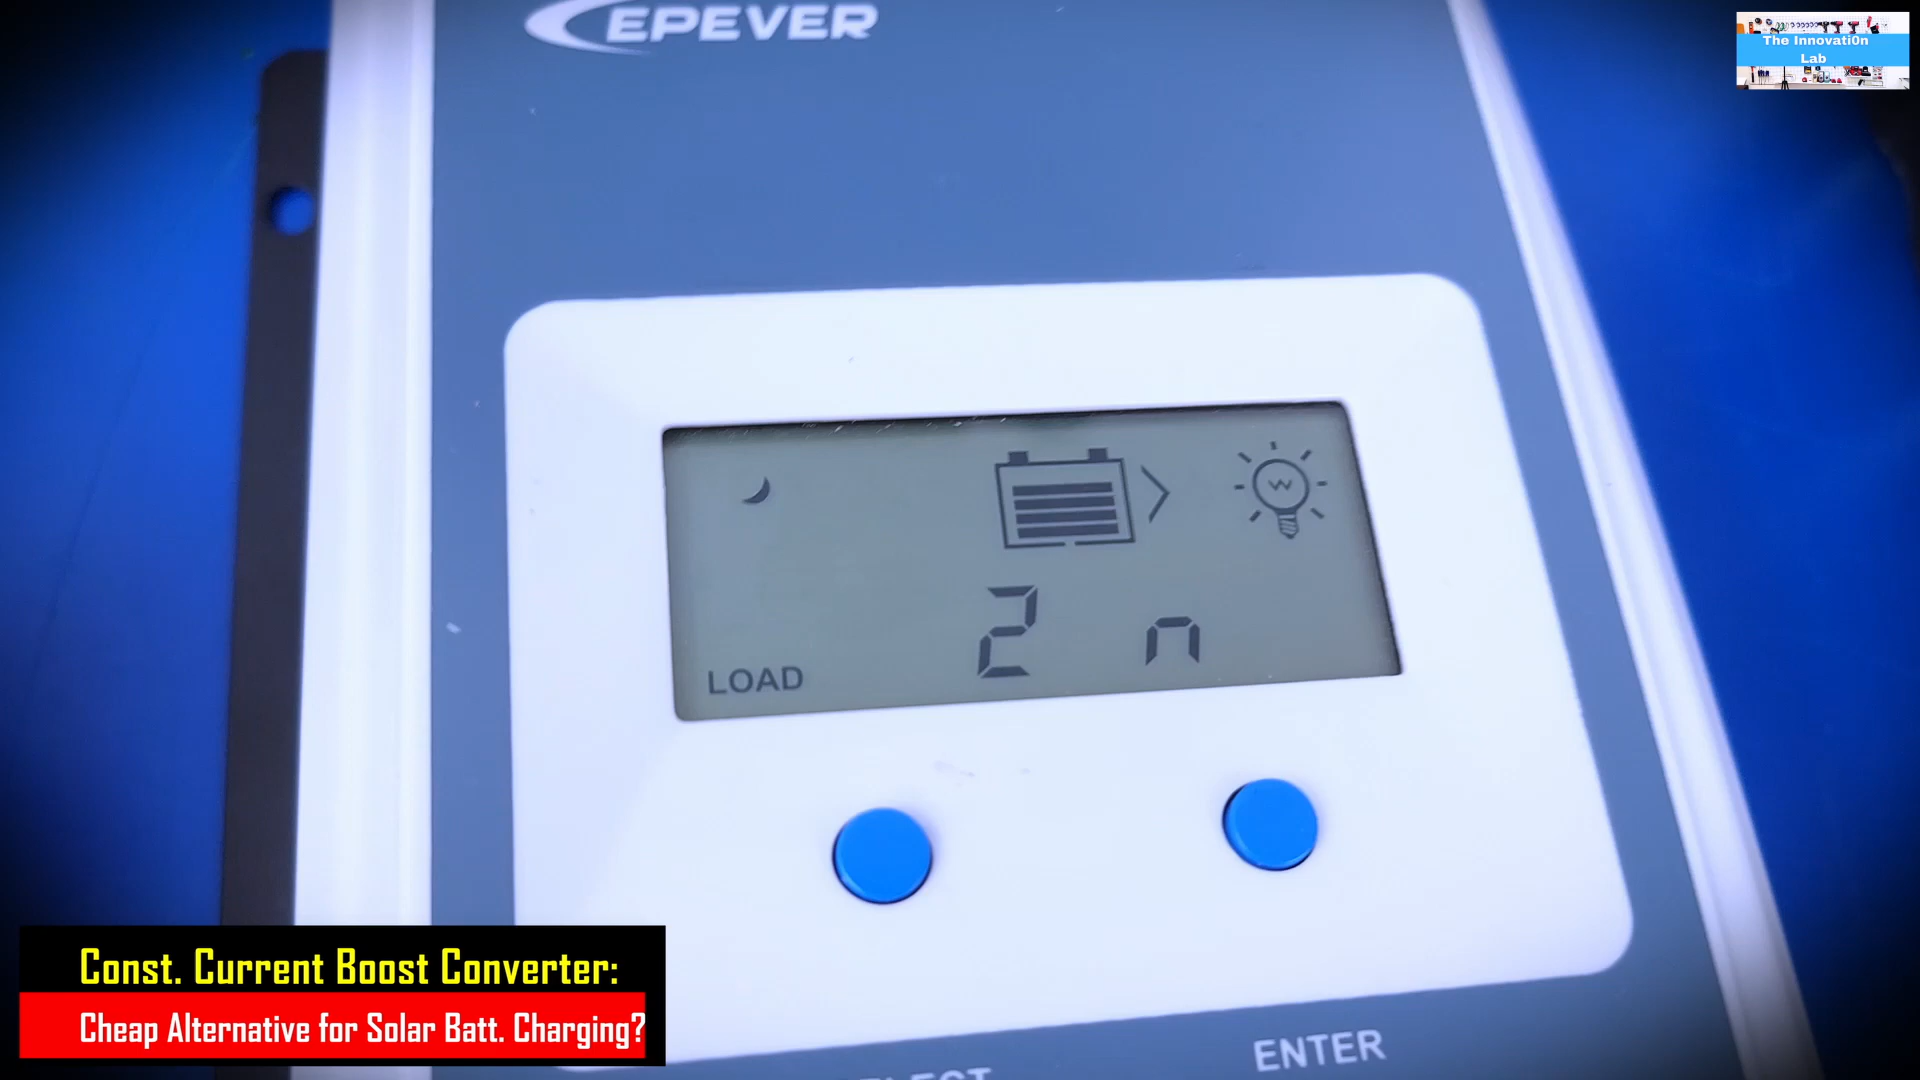 EPEVER
The Innovati0n
Lab
LOAD
2 n
Const. Current Boost Converter:
Cheap Alternative for Solar Batt. Charging?
ENTER